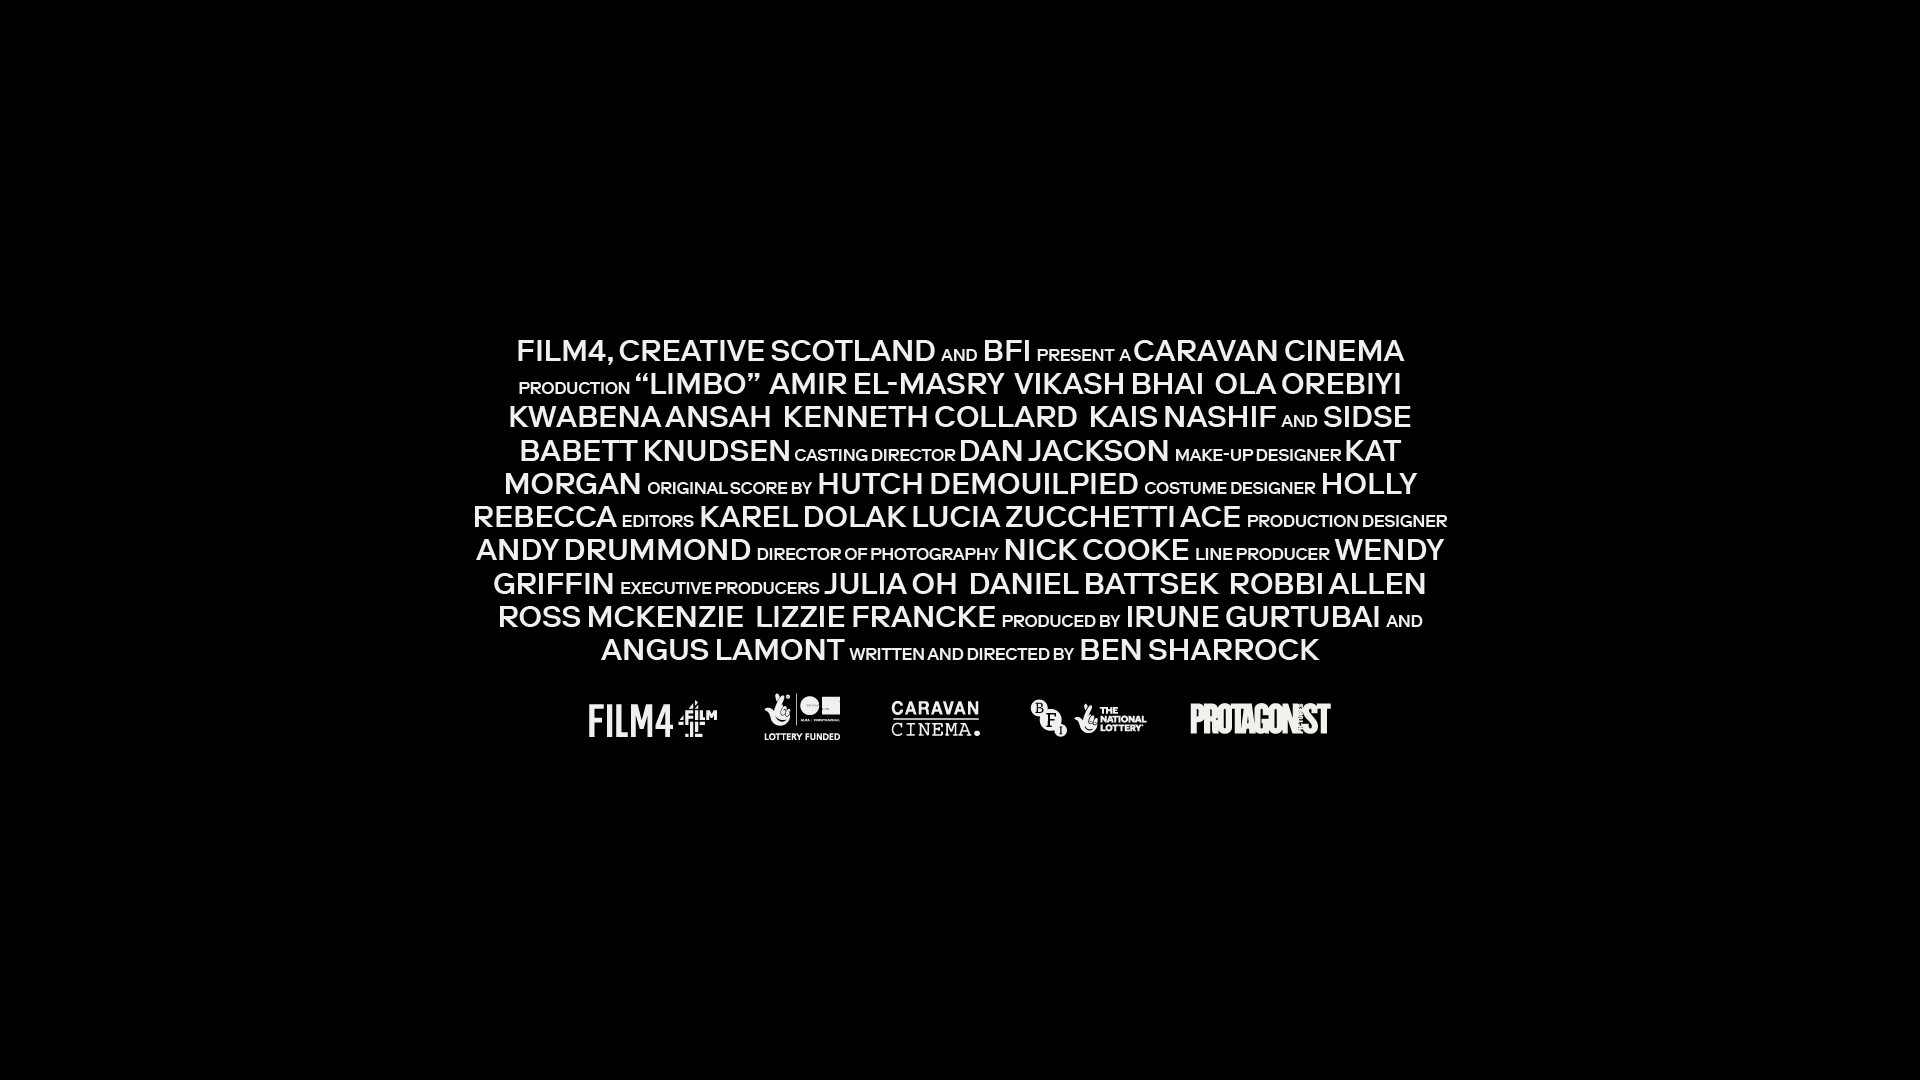 FILM4, CREATIVE SCOTLAND AND BFI PRESENT A CARAVAN CINEMA
PRODUCTION “LIMBO” AMIR EL-MASRY VIKASH BHAI OLA OREBIYI
KWABENA ANSAH KENNETH COLLARD KAIS NASHIF AND SIDSE
BABETT KNUDSEN CASTING DIRECTOR DAN JACKSON MAKE-UP DESIGNER KAT
MORGAN ORIGINAL SCORE BY HUTCH DEMOUILPIED COSTUME DESIGNER HOLLY
REBECCA EDITORS KAREL DOLAK LUCIA ZUCCHETTI ACE PRODUCTION DESIGNER
ANDY DRUMMOND DIRECTOR OF PHOTOGRAPHY NICK COOKE LINE PRODUCER WENDY
GRIFFIN EXECUTIVE PRODUCERS JULIA OH DANIEL BATTSEK ROBBI ALLEN
ROSS MCKENZIE LIZZIE FRANCKE PRODUCED BY IRUNE GURTUBAI AND
ANGUS LAMONT WRITTEN AND DIRECTED BY BEN SHARROCK
FILM4 FILM
LOTTERY FUNDED
CARAVAN
CINEMA.
BFI
THE
NATIONAL
LOTTERY
PROTAGONIST